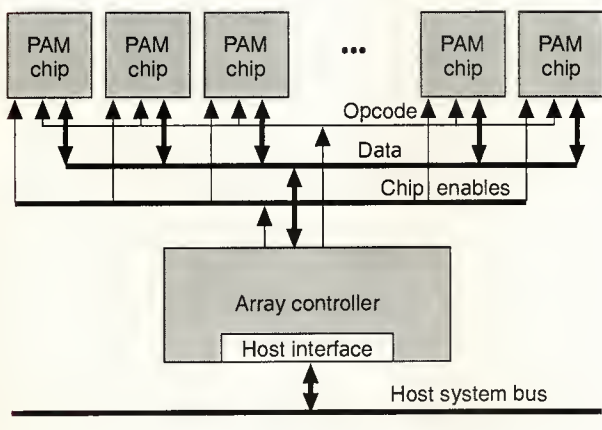 PAM chip
PAM chip
PAM chip
...
PAM chip
PAM chip
Opcode
Data
Chip enables
Array controller
Host interface
Host system bus